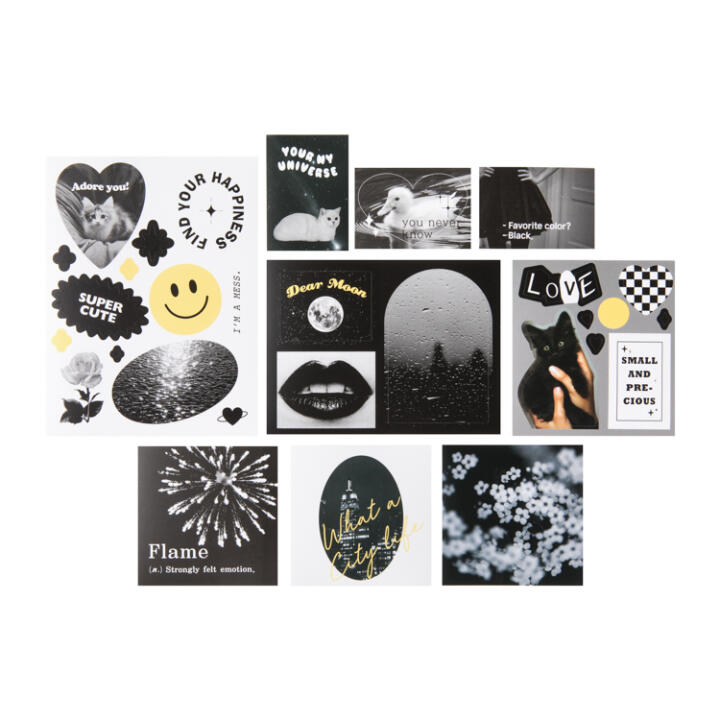 Adore you!
FIND YOUR HAPPINESS
SUPER
CUTE
I'M A MESS.
YOUR MY
UNIVERSE
you never
know
- Favorite color?
- Black.
Dear Moon
LOVE
SMALL
AND
PRE-
CIOUS
Flame
(n.) Strongly felt emotion.
What a
City life